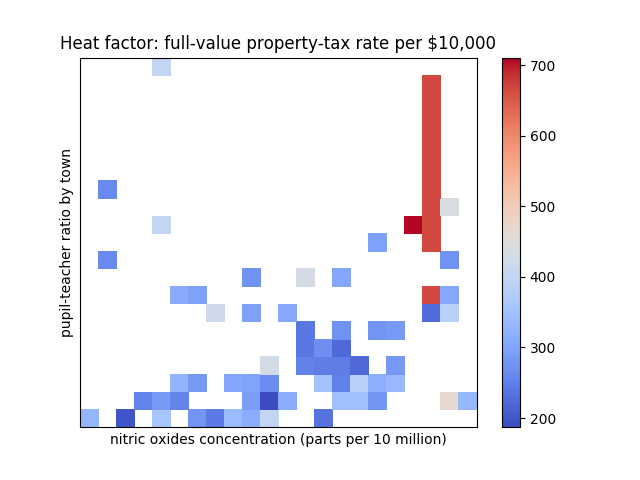 Heat factor: full-value property-tax rate per $10,000
pupil-teacher ratio by town
700
600
500
400
300
200
nitric oxides concentration (parts per 10 million)